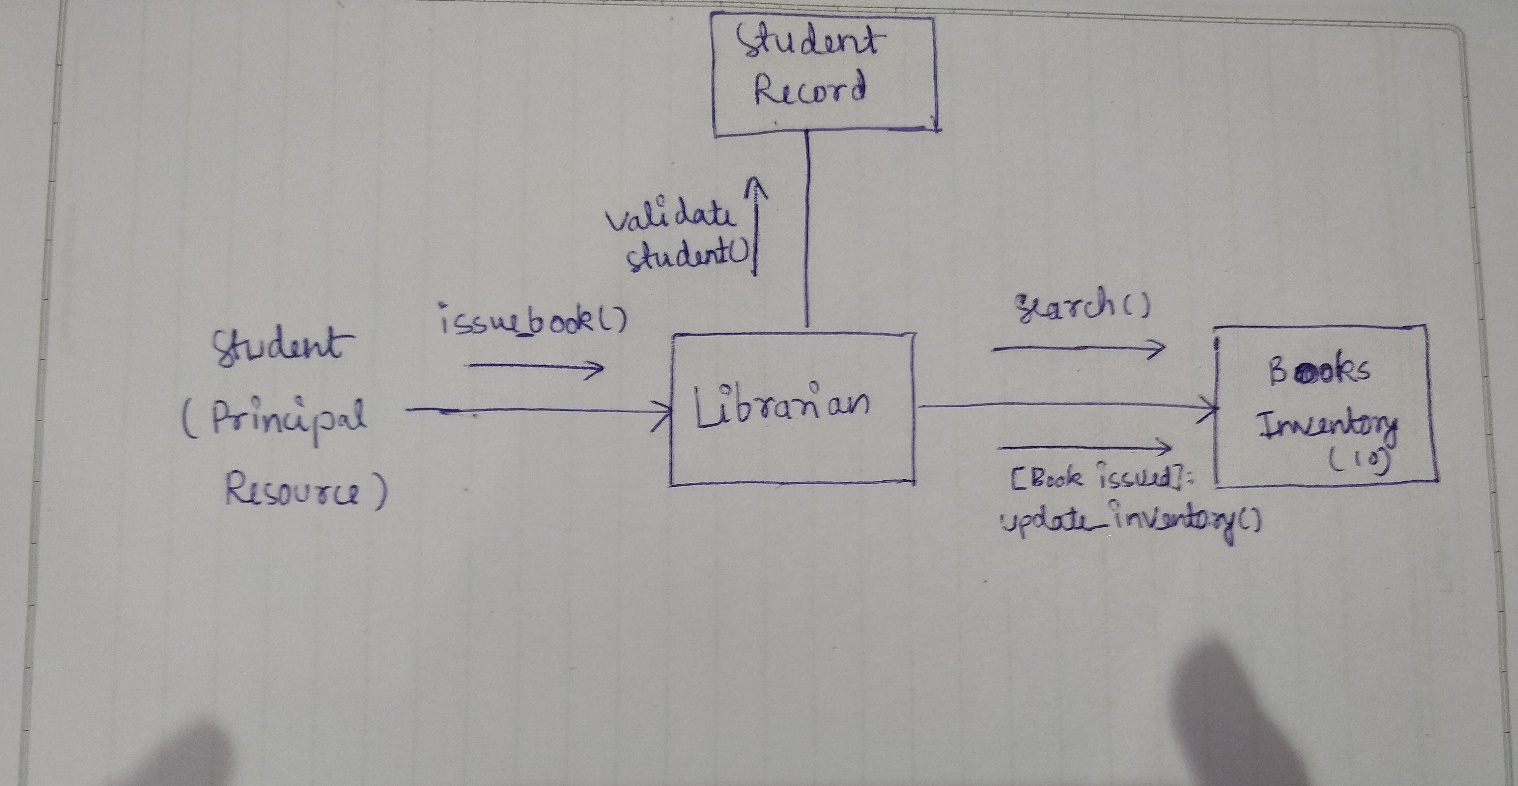 Student
Record
validate
student()
issue_book()
Student
(Principal
Resource)
Librarian
search()
Books
Inventory
(10)
[Book issued]:
update_inventory()